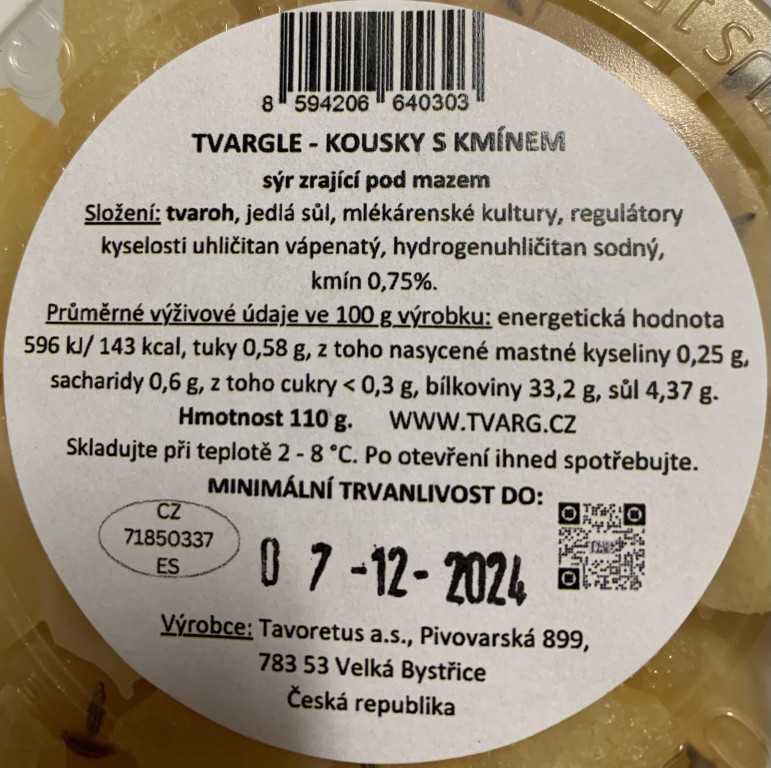 8 594206 640303
TVARGLE - KOUSKY S KMÍNEM
sýr zrající pod mazem
Složení: tvaroh, jedlá sůl, mlékárenské kultury, regulátory
kyselosti uhličitan vápenatý, hydrogenuhličitan sodný,
kmín 0,75%.
Průměrné výživové údaje ve 100 g výrobku: energetická hodnota
596 kJ/ 143 kcal, tuky 0,58 g, z toho nasycené mastné kyseliny 0,25 g,
sacharidy 0,6 g, z toho cukry < 0,3 g, bílkoviny 33,2 g, sůl 4,37 g.
Hmotnost 110 g. WWW.TVARG.CZ
Skladujte při teplotě 2 - 8 °C. Po otevření ihned spotřebujte.
MINIMÁLNÍ TRVANLIVOST DO:
CZ
71850337
ES
07-12-2024
Výrobce: Tavoretus a.s., Pivovarská 899,
783 53 Velká Bystřice
Česká republika